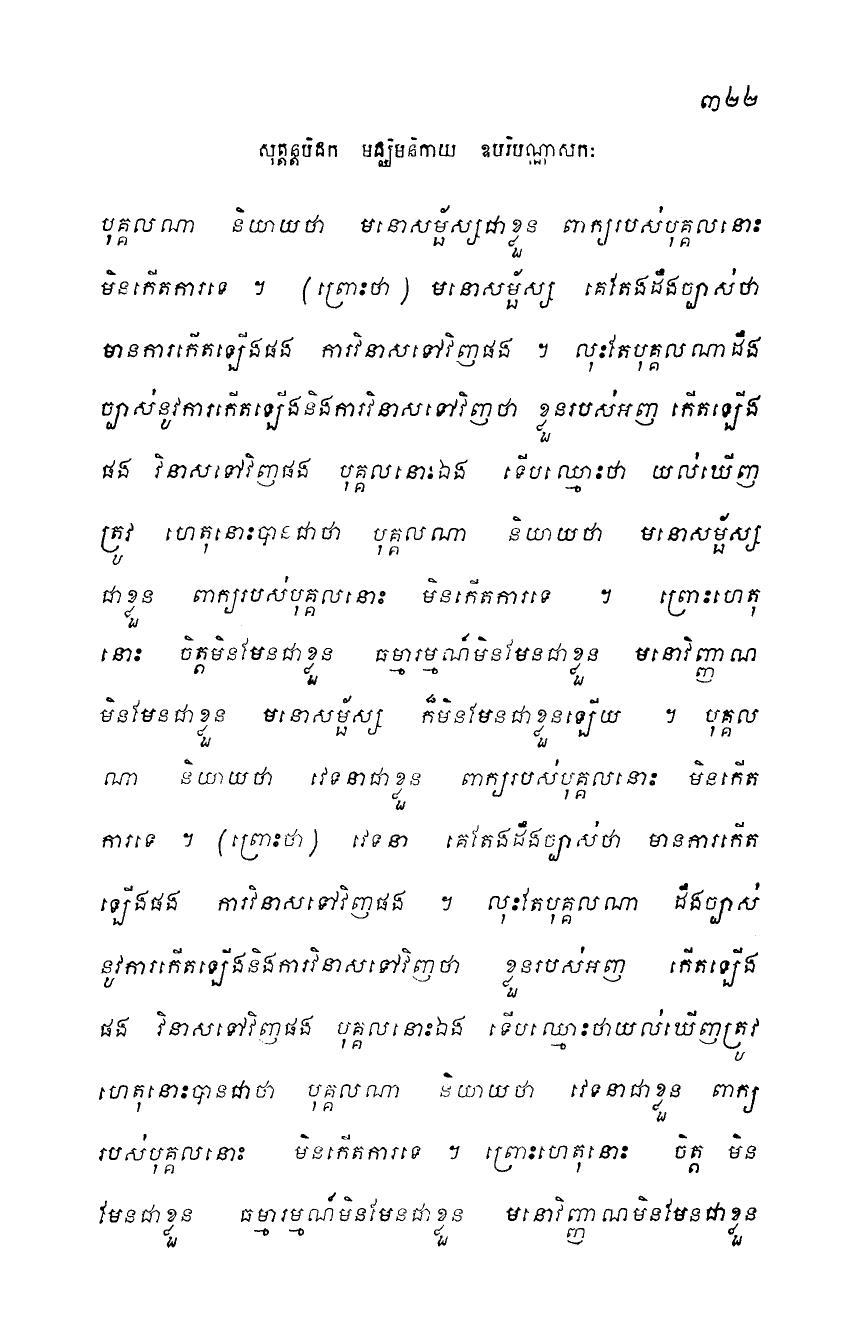 ៣២២
សុត្តន្តបិដក មជ្ឈិមនិកាយ ឧបរិបណ្ណាសកៈ
បុគ្គលណា និយាយថា មនោសម្ផ័ស្សជាខ្លួន ពាក្យរបស់បុគ្គលនោះ
មិនកើតការទេ ។ (ព្រោះថា) មនោសម្ផ័ស្ស គេតែងដឹងច្បាស់ថា
មានការកើតឡើងផង ការវិនាសទៅវិញផង ។ លុះតែបុគ្គលណាដឹង
ច្បាស់នូវការកើតឡើងនិងការវិនាសទៅវិញថា ខ្លួនរបស់អញ កើតឡើង
ផង វិនាសទៅវិញផង បុគ្គលនោះឯង ទើបឈ្មោះថា យល់ឃើញ
ត្រូវ ហេតុនោះបានជាថា បុគ្គលណា និយាយថា មនោសម្ផ័ស្ស
ជាខ្លួន ពាក្យរបស់បុគ្គលនោះ មិនកើតការទេ ។ ព្រោះហេតុ
នោះ ចិត្តមិនមែនជាខ្លួន ធម្មារម្មណ៍មិនមែនជាខ្លួន មនោវិញ្ញាណ
មិនមែនជាខ្លួន មនោសម្ផ័ស្ស ក៏មិនមែនជាខ្លួនឡើយ ។ បុគ្គល
ណា និយាយថា វេទនាជាខ្លួន ពាក្យរបស់បុគ្គលនោះ មិនកើត
ការទេ ។ (ព្រោះថា) វេទនា គេតែងដឹងច្បាស់ថា មានការកើត
ឡើងផង ការវិនាសទៅវិញផង ។ លុះតែបុគ្គលណា ដឹងច្បាស់
នូវការកើតឡើងនិងការវិនាសទៅវិញថា ខ្លួនរបស់អញ កើតឡើង
ផង វិនាសទៅវិញផង បុគ្គលនោះឯង ទើបឈ្មោះថាយល់ឃើញត្រូវ
ហេតុនោះបានជាថា បុគ្គលណា និយាយថា វេទនាជាខ្លួន ពាក្យ
របស់បុគ្គលនោះ មិនកើតការទេ ។ ព្រោះហេតុនោះ ចិត្ត មិន
មែនជាខ្លួន ធម្មារម្មណ៍មិនមែនជាខ្លួន មនោវិញ្ញាណមិនមែនជាខ្លួន